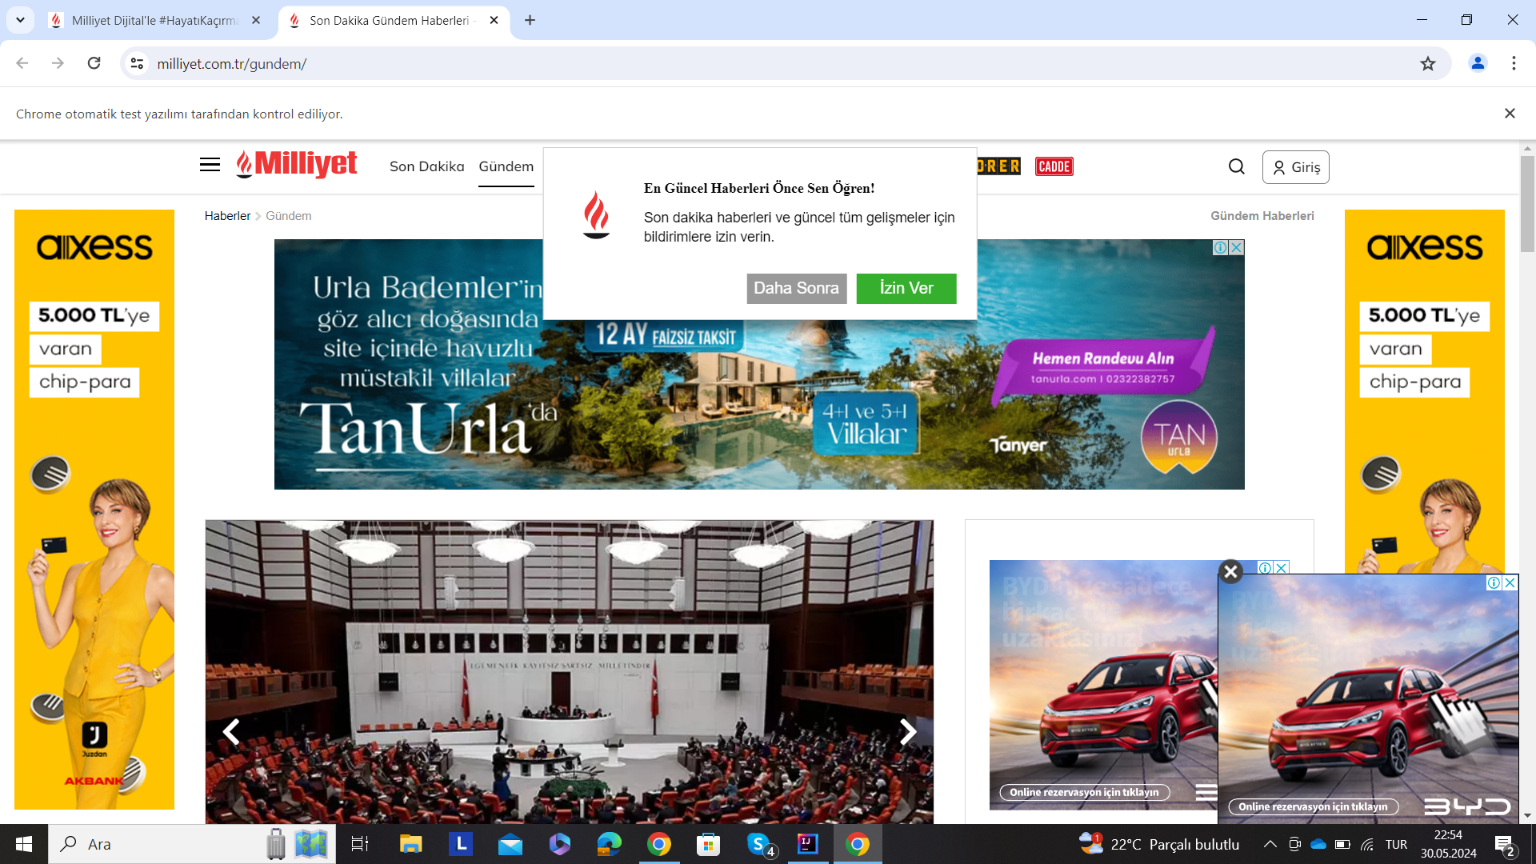 Milliyet Dijital'le #HayatıKaçırma
Son Dakika Gündem Haberleri
milliyet.com.tr/gundem/
Chrome otomatik test yazılımı tarafından kontrol ediliyor.
Milliyet
Son Dakika
Gündem
CADDE
Giriş
En Güncel Haberleri Önce Sen Öğren!
Son dakika haberleri ve güncel tüm gelişmeler için
bildirimlere izin verin.
Daha Sonra
İzin Ver
Haberler
Gündem
Gündem Haberleri
axess
5.000 TL'ye
varan
chip-para
Juzdan
AKBANK
Urla Bademler'in
göz alıcı doğasında
site içinde havuzlu
müstakil villalar
TanUrla'da
12 AY FAİZSİZ TAKSİT
4+1 ve 5+1
Villalar
Hemen Randevu Alın
tanurla.com | 02322382757
Tanyer
TAN
urla
axess
5.000 TL'ye
varan
chip-para
EGEMENLİK KAYITSIZ ŞARTSIZ MİLLETİNDİR
Online rezervasyon için tıklayın
Online rezervasyon için tıklayın
BYD
Ara
L
S
4
IJ
1
22°C Parçalı bulutlu
TUR
22:54
30.05.2024
2